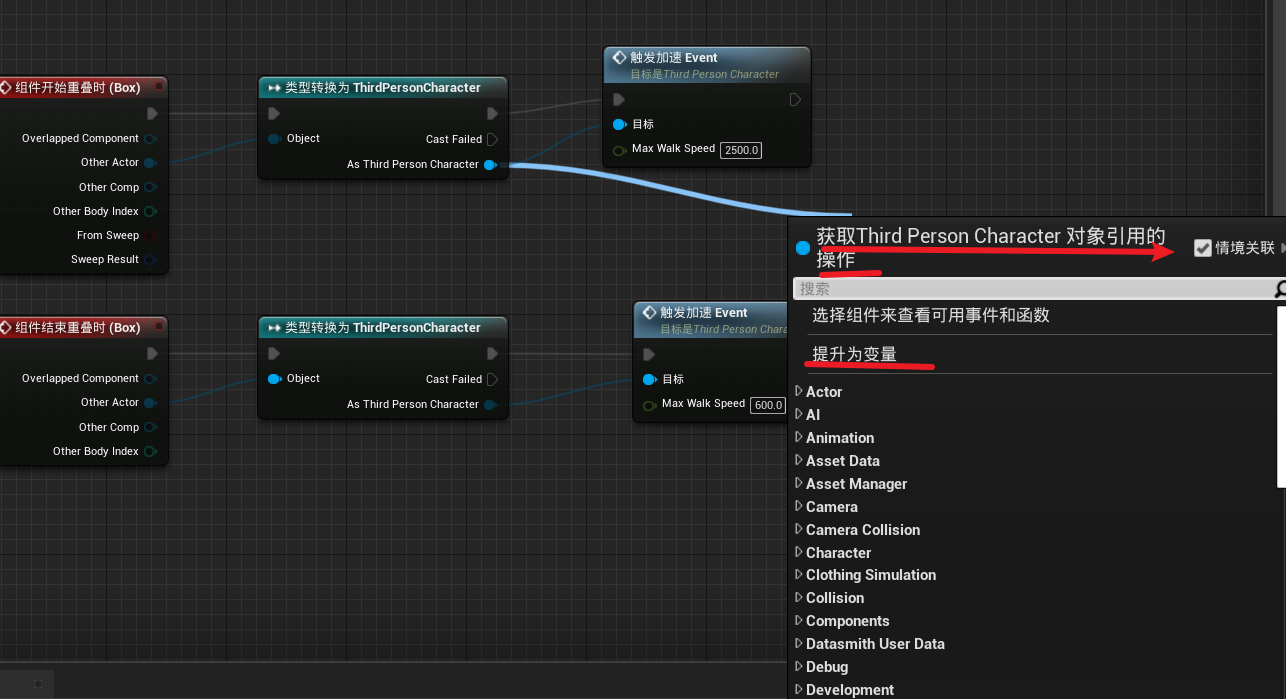 组件开始重叠时 (Box)
Overlapped Component
Other Actor
Other Comp
Other Body Index
From Sweep
Sweep Result
类型转换为 ThirdPersonCharacter
Object
Cast Failed
As Third Person Character
触发加速 Event
目标是Third Person Character
目标
Max Walk Speed 2500.0
组件结束重叠时 (Box)
Overlapped Component
Other Actor
Other Comp
Other Body Index
类型转换为 ThirdPersonCharacter
Object
Cast Failed
As Third Person Character
触发加速 Event
目标是Third Person Chara
目标
Max Walk Speed 600.0
获取Third Person Character 对象引用的
操作
情境关联
搜索
选择组件来查看可用事件和函数
提升为变量
Actor
AI
Animation
Asset Data
Asset Manager
Camera
Camera Collision
Character
Clothing Simulation
Collision
Components
Datasmith User Data
Debug
Development